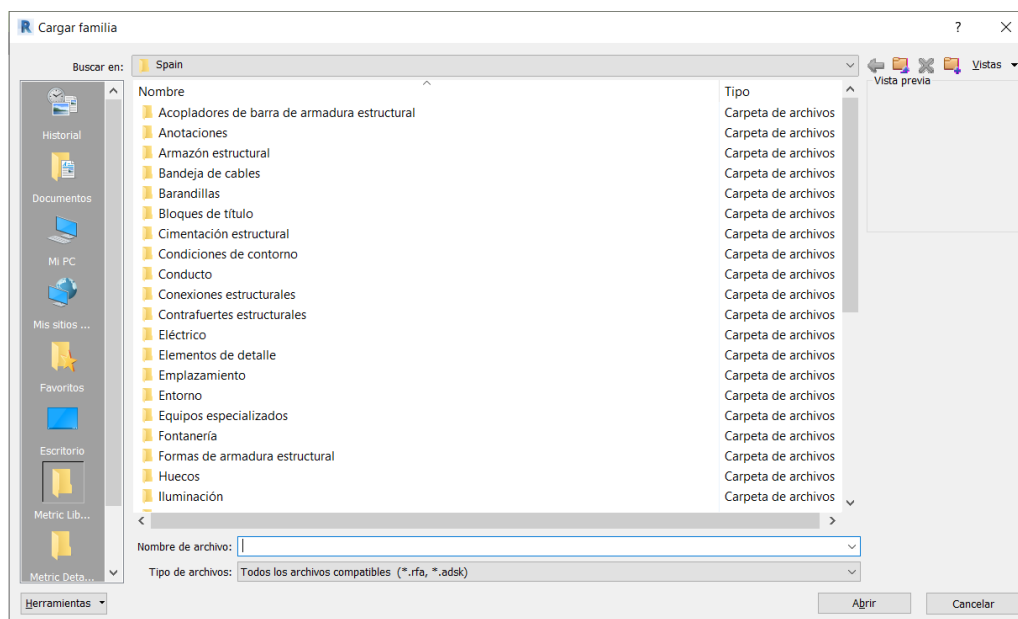 R Cargar familia ? X
Buscar en: Spain Vistas
Historial
Documentos
Mi PC
Mis sitios ...
Favoritos
Escritorio
Metric Lib...
Metric Deta...
Nombre Tipo
Acopladores de barra de armadura estructural Carpeta de archivos
Anotaciones Carpeta de archivos
Armazón estructural Carpeta de archivos
Bandeja de cables Carpeta de archivos
Barandillas Carpeta de archivos
Bloques de título Carpeta de archivos
Cimentación estructural Carpeta de archivos
Condiciones de contorno Carpeta de archivos
Conducto Carpeta de archivos
Conexiones estructurales Carpeta de archivos
Contrafuertes estructurales Carpeta de archivos
Eléctrico Carpeta de archivos
Elementos de detalle Carpeta de archivos
Emplazamiento Carpeta de archivos
Entorno Carpeta de archivos
Equipos especializados Carpeta de archivos
Fontanería Carpeta de archivos
Formas de armadura estructural Carpeta de archivos
Huecos Carpeta de archivos
Iluminación Carpeta de archivos
Vista previa
Nombre de archivo:
Tipo de archivos: Todos los archivos compatibles (*.rfa, *.adsk)
Herramientas Abrir Cancelar